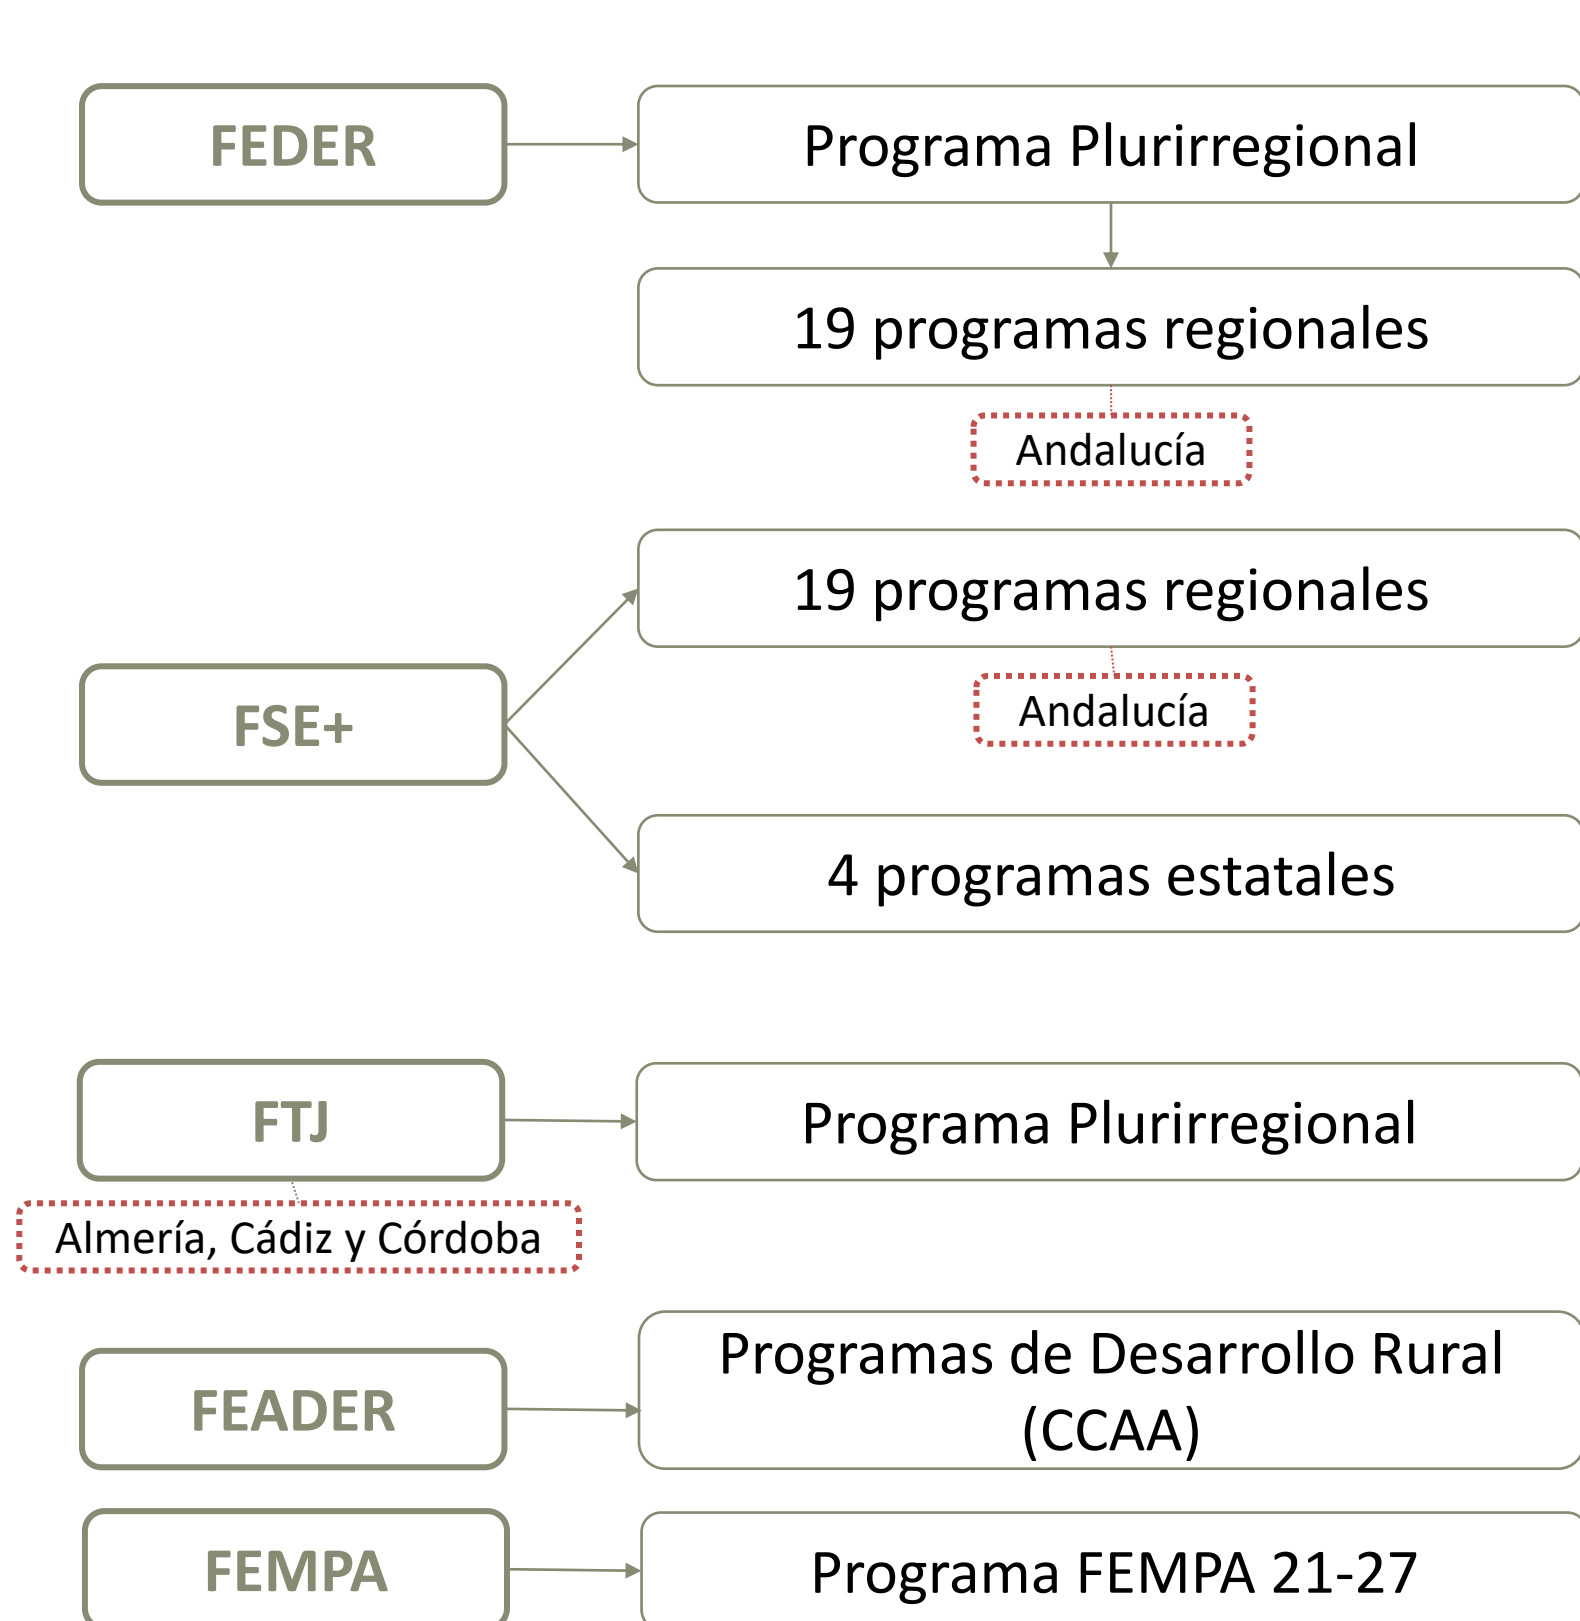 FEDER
Programa Plurirregional
19 programas regionales
Andalucía
19 programas regionales
FSE+
Andalucía
4 programas estatales
FTJ
Programa Plurirregional
Almería, Cádiz y Córdoba
Programas de Desarrollo Rural
(CCAA)
FEADER
FEMPA
Programa FEMPA 21-27